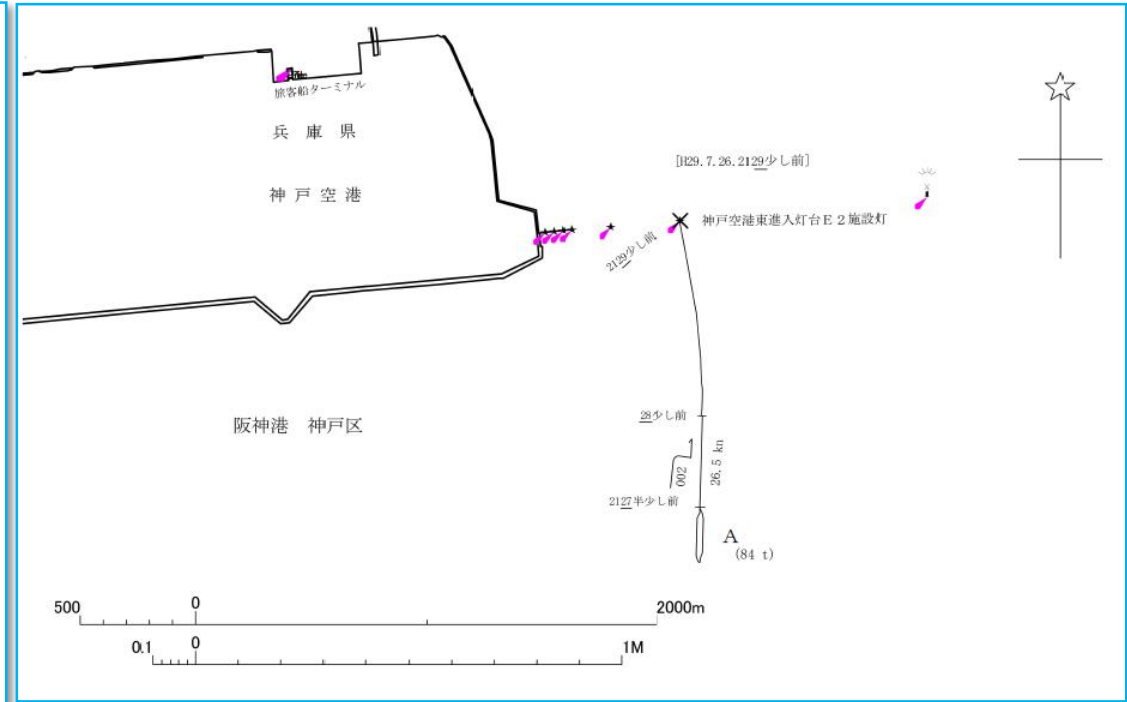 旅客船ターミナル
兵 庫 県
[H29.7.26.2129少し前]
神 戸 空 港
神戸空港東進入灯台E2施設灯
2129少し前
28少し前
阪神港 神戸区
002
26.5 kn
2127半少し前
A
(84 t)
500 0 2000m
0.1 0 1M